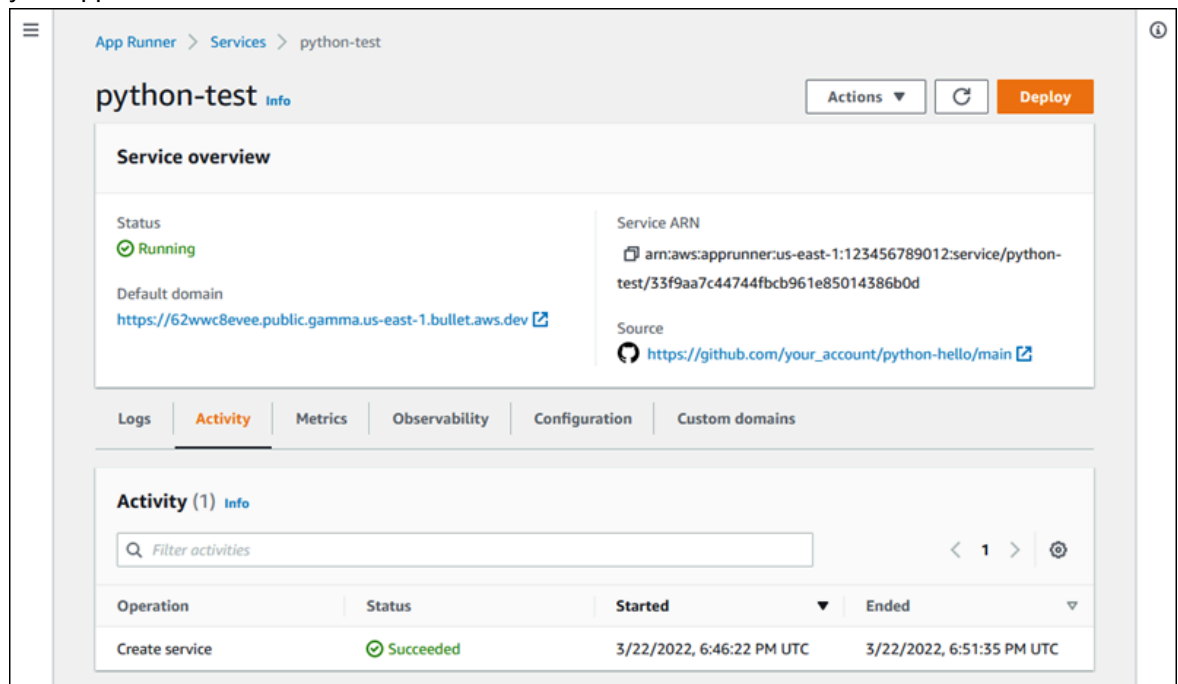 App Runner > Services > python-test
python-test Info
Actions ▼
Deploy
Service overview
Status
Running
Default domain
https://62wwc8evee.public.gamma.us-east-1.bullet.aws.dev
Service ARN
arn:aws:apprunner:us-east-1:123456789012:service/python-
test/33f9aa7c44744fbcb961e85014386b0d
Source
https://github.com/your_account/python-hello/main
Logs Activity Metrics Observability Configuration Custom domains
Activity (1) Info
Filter activities
< 1 >
Operation Status Started ▼ Ended ▽
Create service Succeeded 3/22/2022, 6:46:22 PM UTC 3/22/2022, 6:51:35 PM UTC